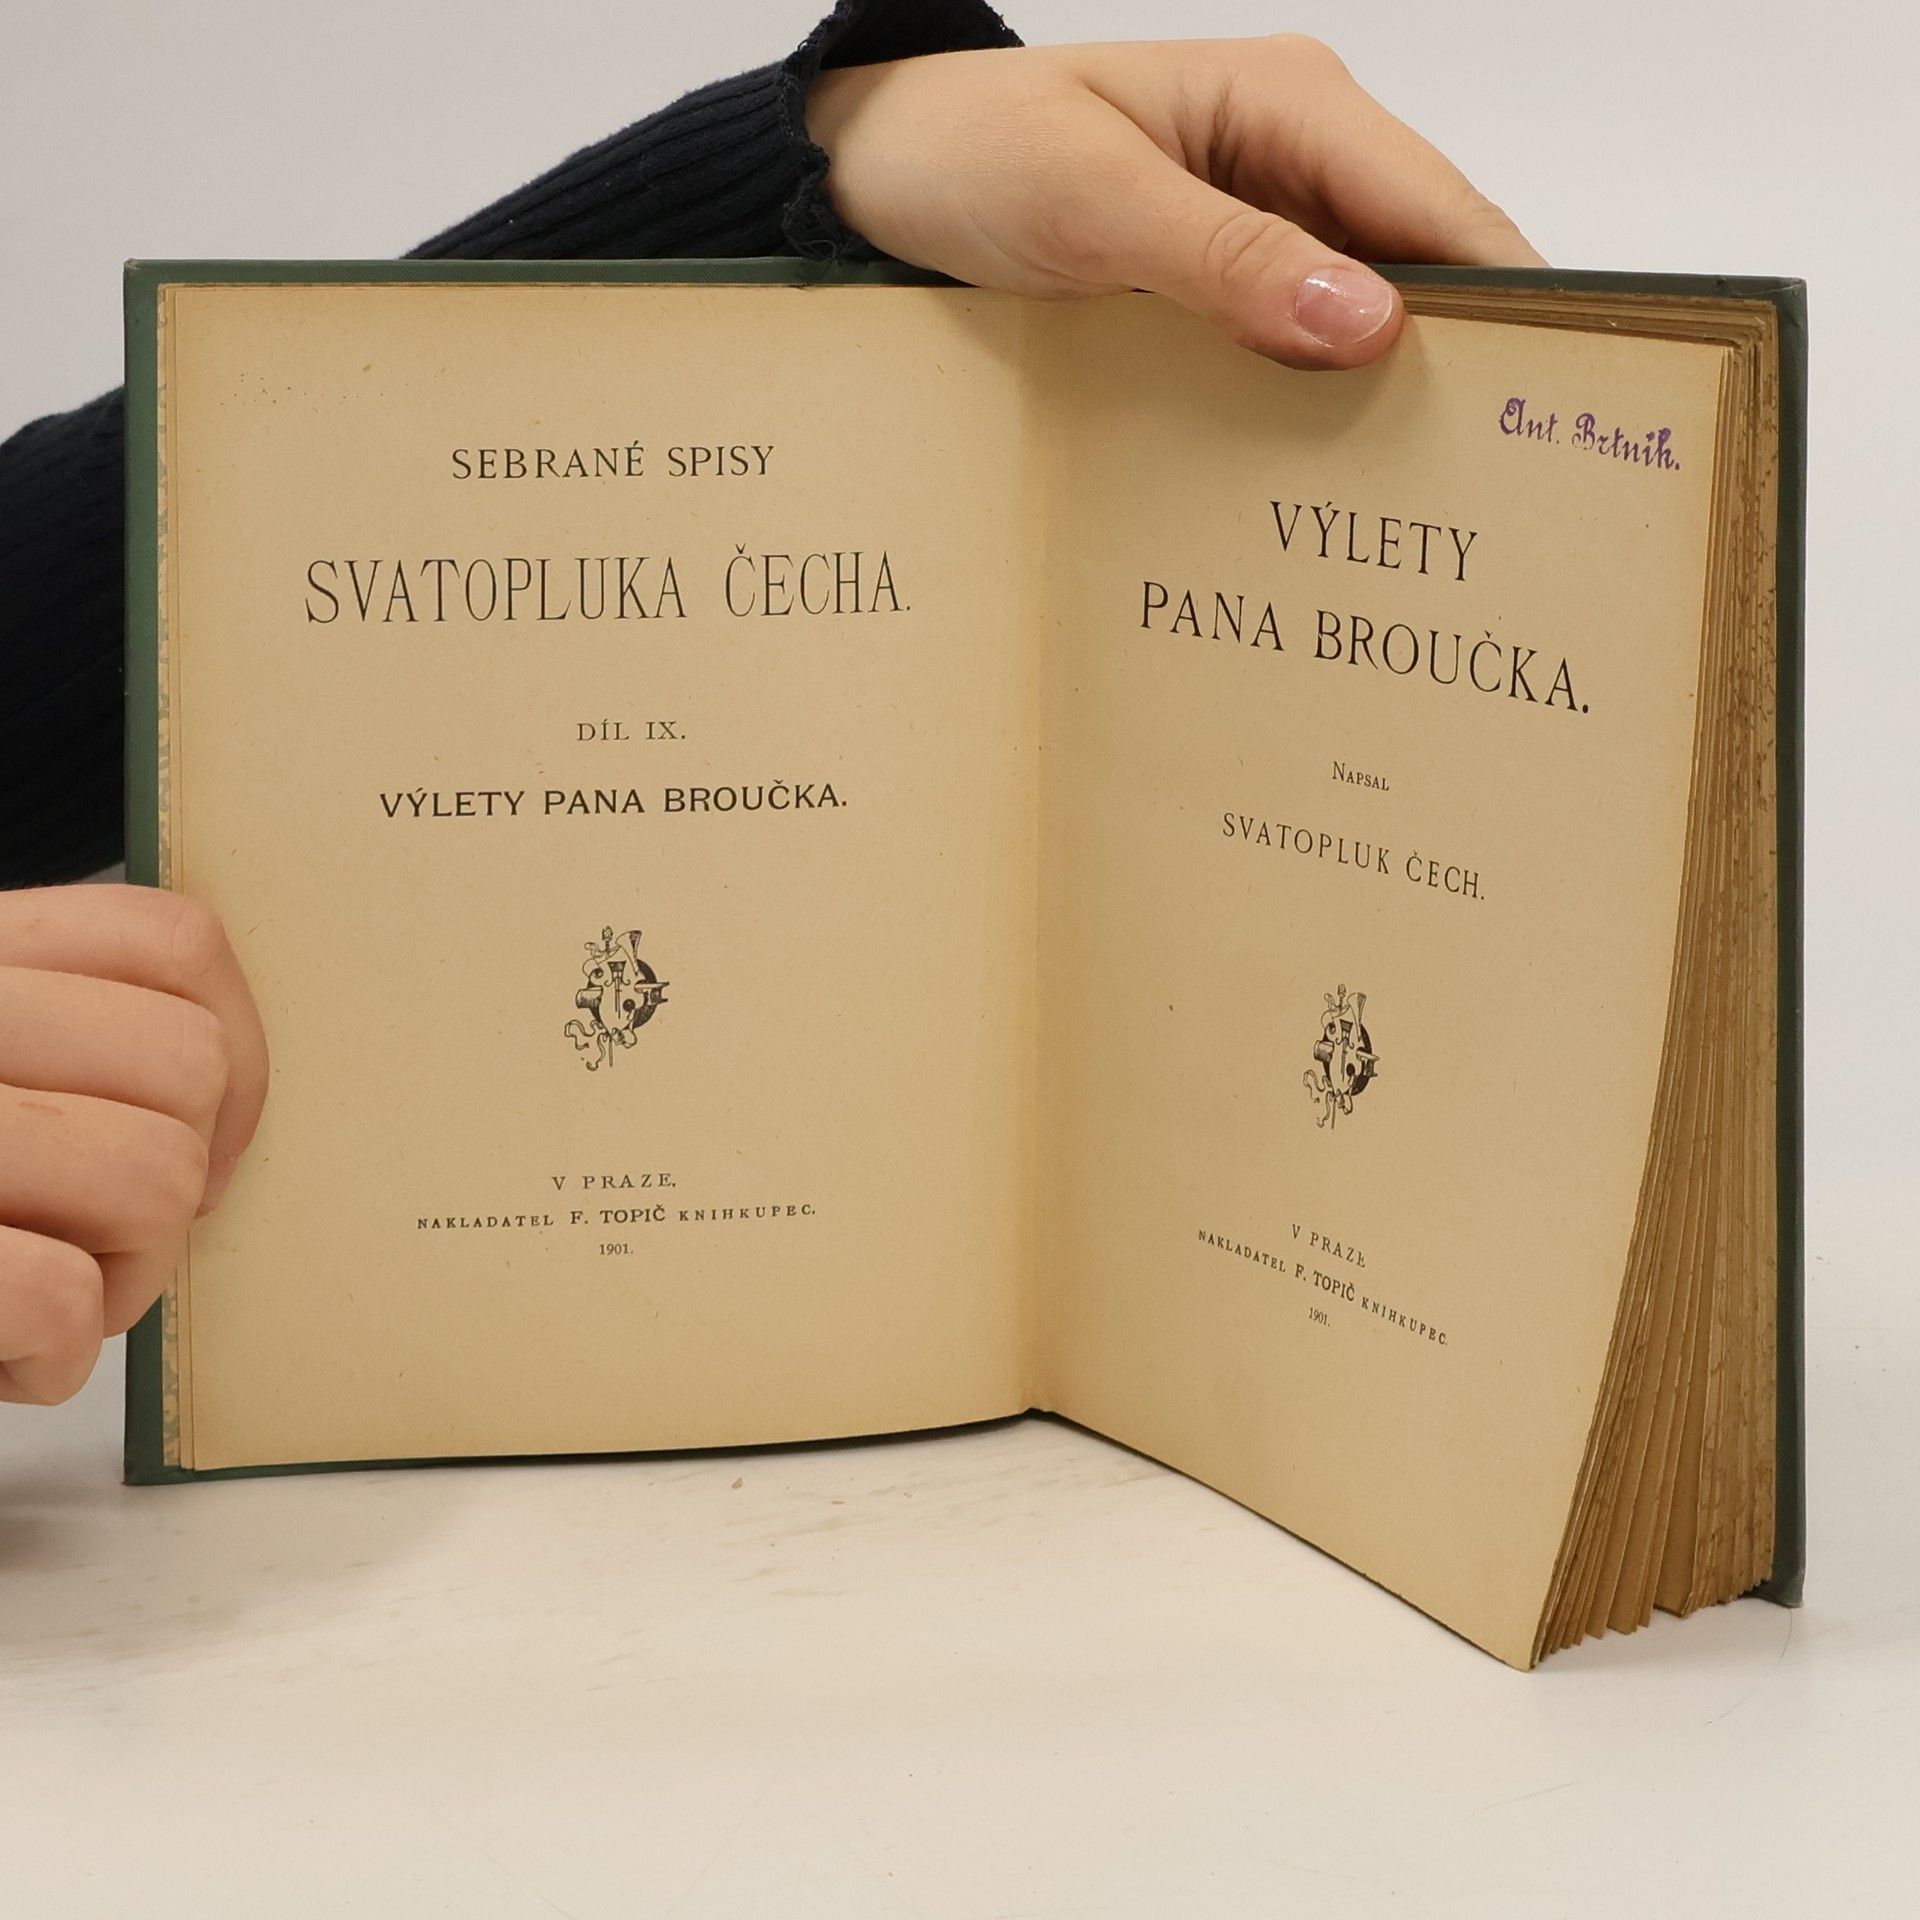 SEBRANÉ SPISY
SVATOPLUKA ČECHA.
DÍL IX.
VÝLETY PANA BROUČKA.
V PRAZE.
NAKLADATEL F. TOPIČ KNIHKUPEC.
1901.
Ant. Brtník.
VÝLETY
PANA BROUČKA.
NAPSAL
SVATOPLUK ČECH.
V PRAZE
NAKLADATEL F. TOPIČ KNIHKUPEC.
1901.